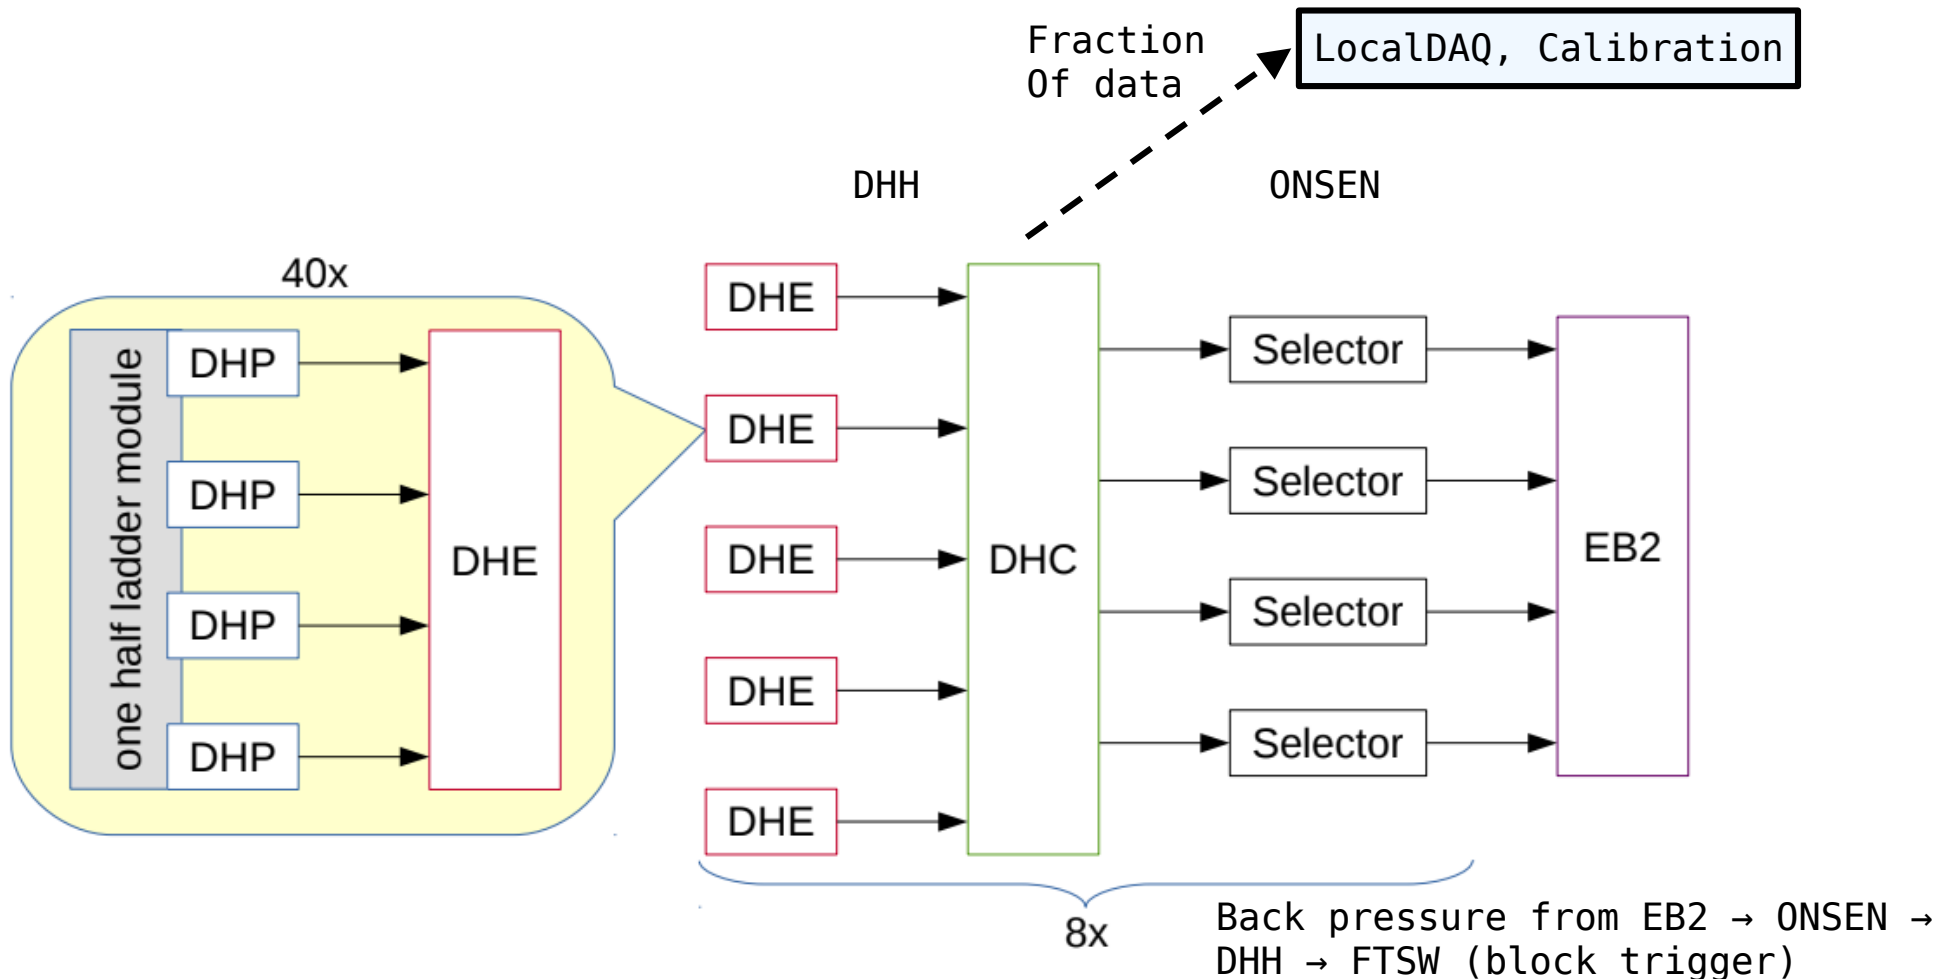 Fraction
Of data
LocalDAQ, Calibration
DHH
ONSEN
40x
one half ladder module
DHP
DHP
DHP
DHP
DHE
DHE
DHE
DHE
DHE
DHE
DHC
Selector
Selector
Selector
Selector
EB2
8x
Back pressure from EB2 → ONSEN →
DHH → FTSW (block trigger)